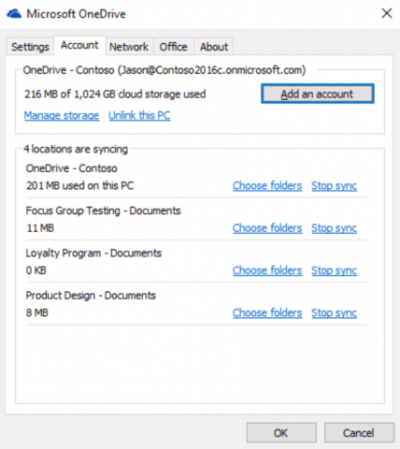 Microsoft OneDrive
Settings Account Network Office About
OneDrive - Contoso (Jason@Contoso2016c.onmicrosoft.com)
216 MB of 1,024 GB cloud storage used Add an account
Manage storage Unlink this PC
4 locations are syncing
OneDrive - Contoso
201 MB used on this PC Choose folders Stop sync
Focus Group Testing - Documents
11 MB Choose folders Stop sync
Loyalty Program - Documents
0 KB Choose folders Stop sync
Product Design - Documents
8 MB Choose folders Stop sync
OK Cancel